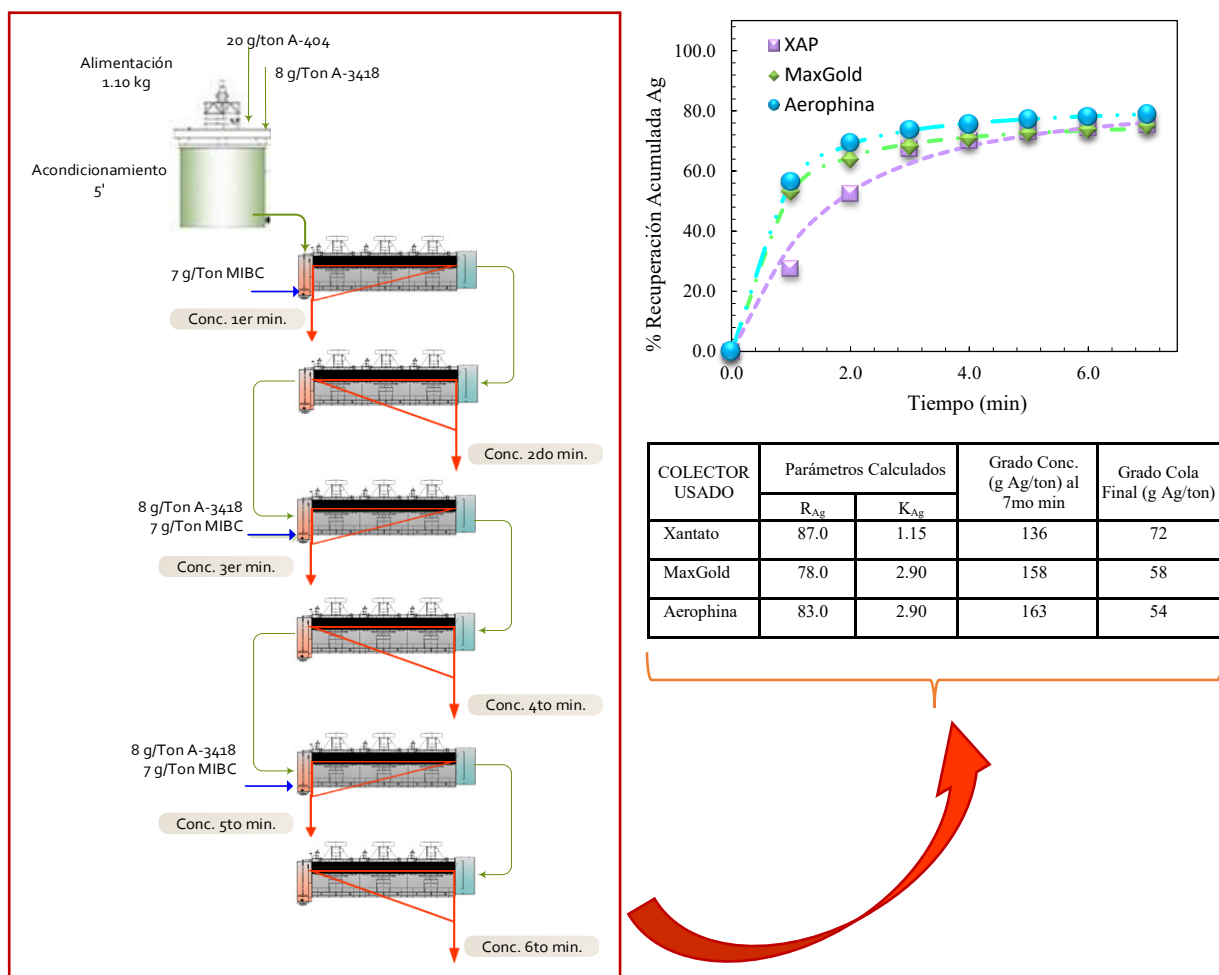 20 g/ton A-404
Alimentación
1.10 kg
8 g/Ton A-3418
Acondicionamiento
5'
7 g/Ton MIBC
Conc. 1er min.
Conc. 2do min.
8 g/Ton A-3418
7 g/Ton MIBC
Conc. 3er min.
Conc. 4to min.
8 g/Ton A-3418
7 g/Ton MIBC
Conc. 5to min.
Conc. 6to min.
% Recuperación Acumulada Ag
100.0
80.0
60.0
40.0
20.0
0.0
XAP
MaxGold
Aerophina
0.0 2.0 4.0 6.0
Tiempo (min)
COLECTOR
USADO
Parámetros Calculados
RAg
KAg
Grado Conc.
(g Ag/ton) al
7mo min
Grado Cola
Final (g Ag/ton)
Xantato 87.0 1.15 136 72
MaxGold 78.0 2.90 158 58
Aerophina 83.0 2.90 163 54